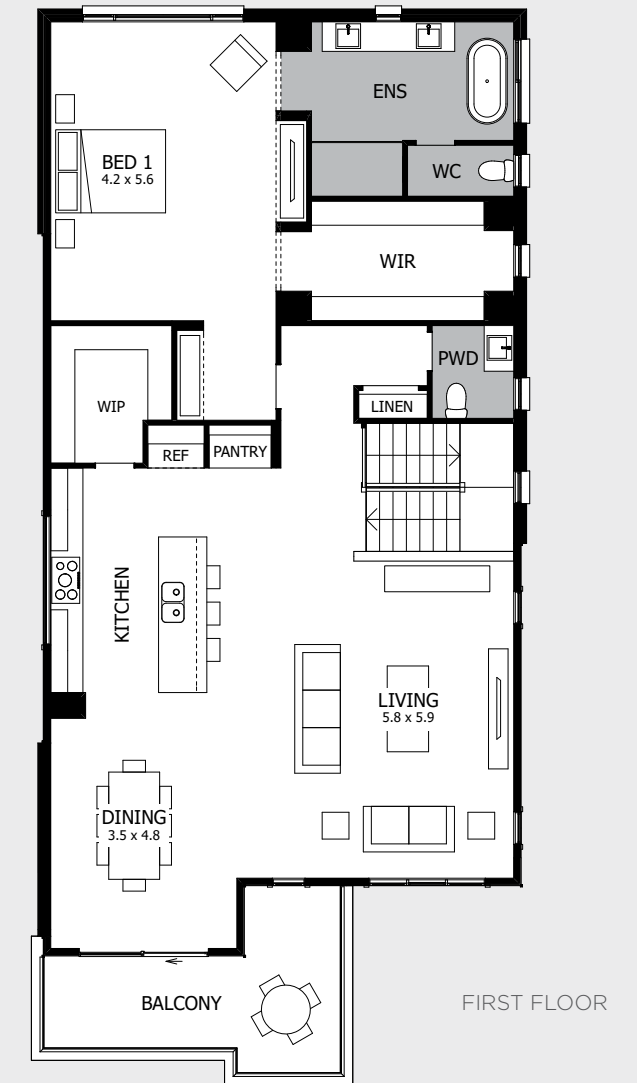 ENS
BED 1
4.2 x 5.6
WC
WIR
PWD
WIP
LINEN
REF
PANTRY
KITCHEN
LIVING
5.8 x 5.9
DINING
3.5 x 4.8
BALCONY
FIRST FLOOR